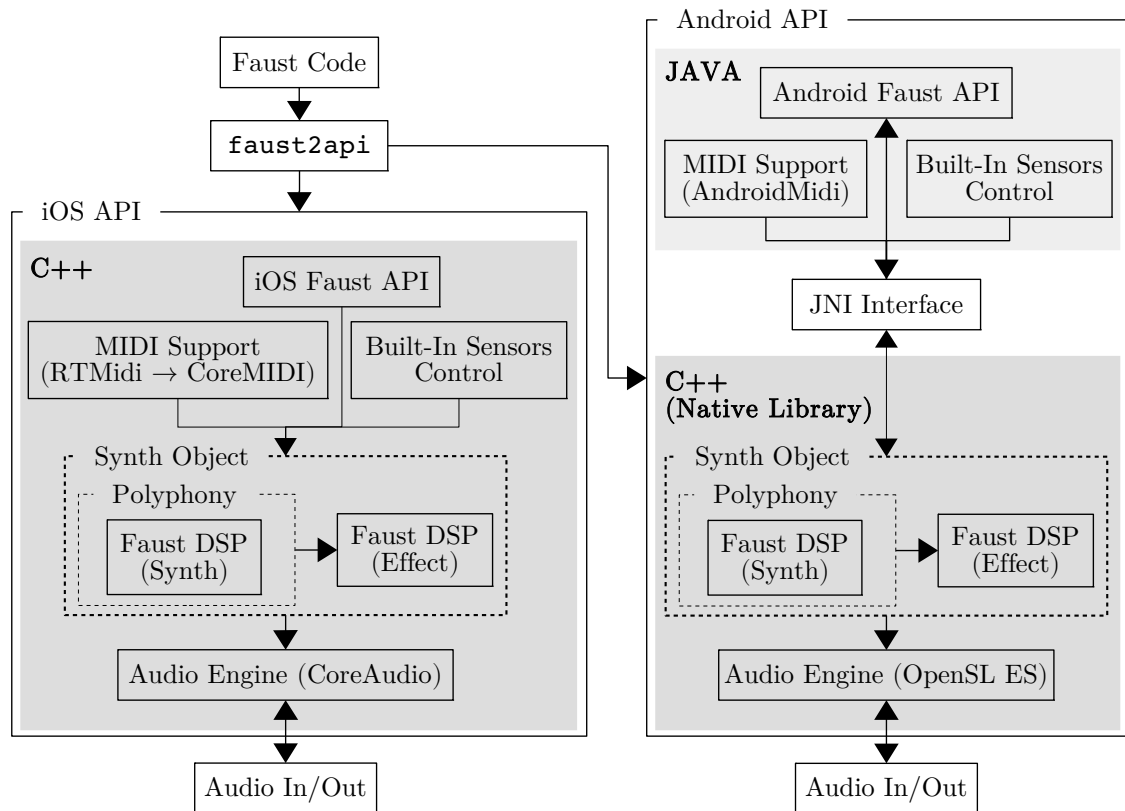 Faust Code
faust2api
iOS API
C++
iOS Faust API
MIDI Support
(RTMidi → CoreMIDI)
Built-In Sensors
Control
Synth Object
Polyphony
Faust DSP
(Synth)
Faust DSP
(Effect)
Audio Engine (CoreAudio)
Audio In/Out
Android API
JAVA
Android Faust API
MIDI Support
(AndroidMidi)
Built-In Sensors
Control
JNI Interface
C++
(Native Library)
Synth Object
Polyphony
Faust DSP
(Synth)
Faust DSP
(Effect)
Audio Engine (OpenSL ES)
Audio In/Out